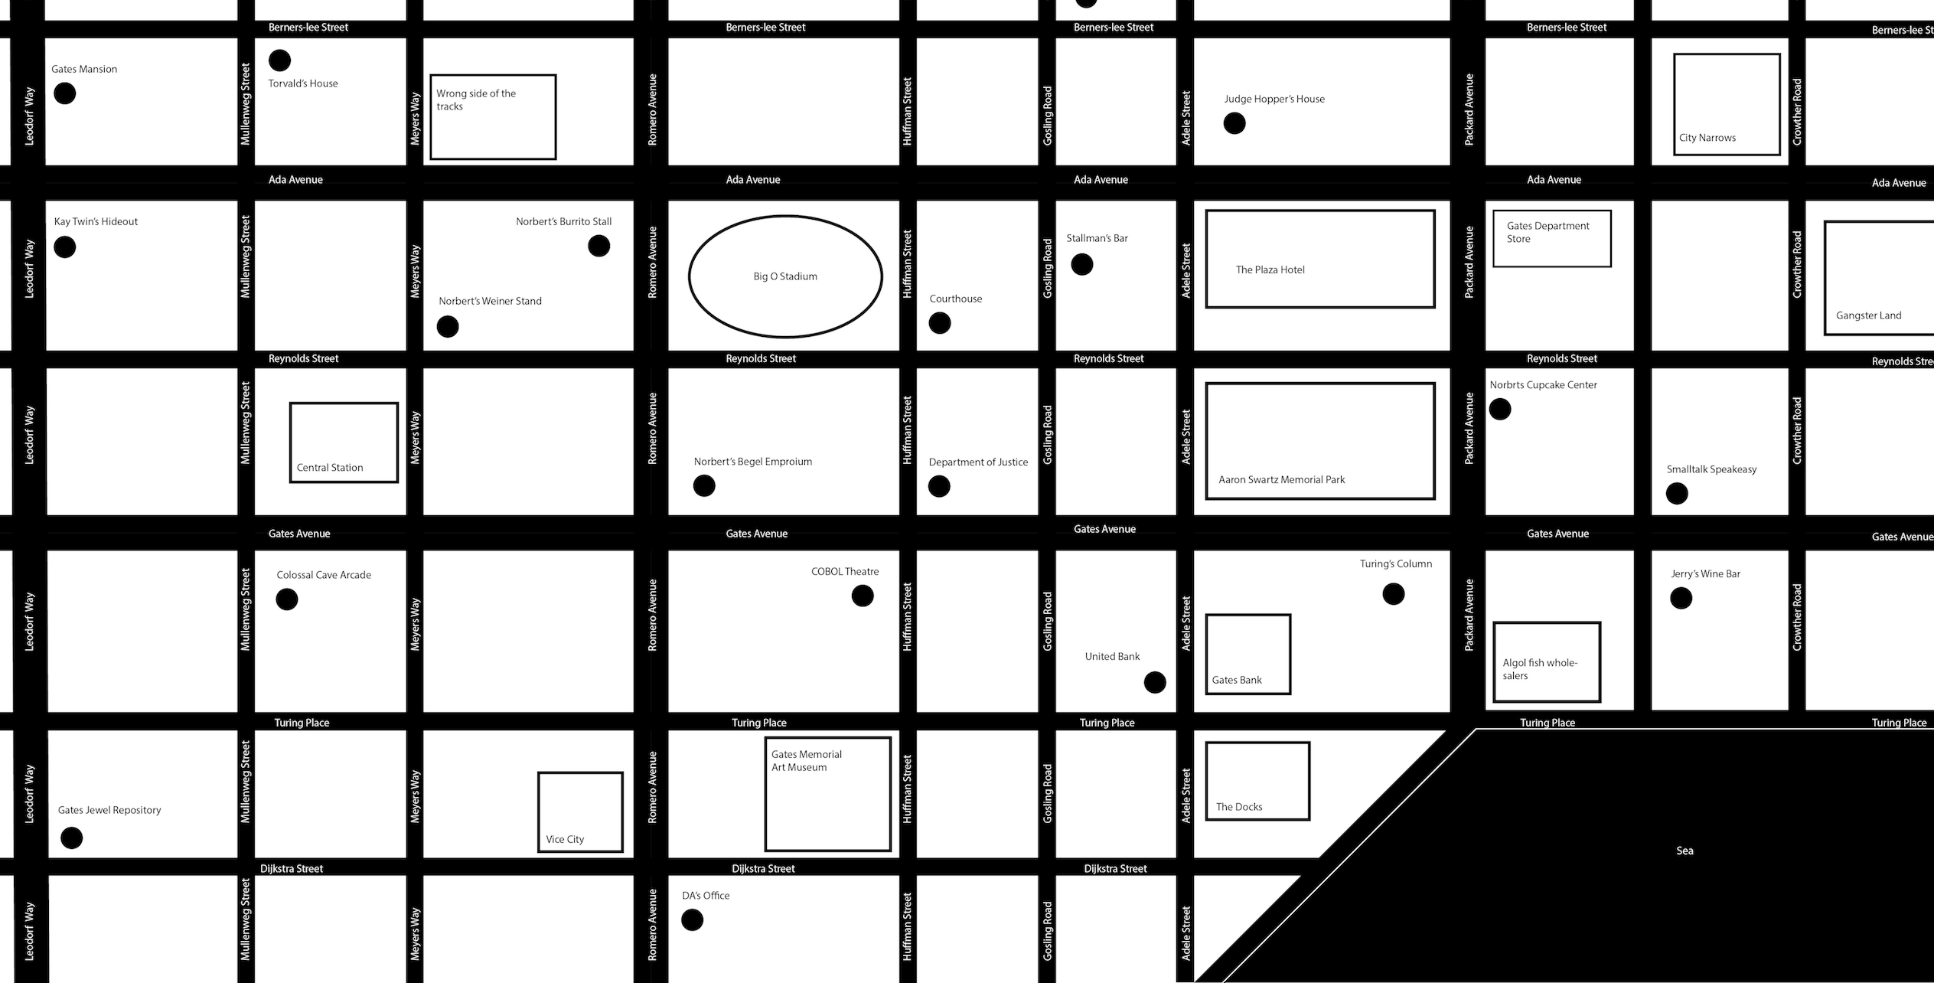 Berners-lee Street
Berners-lee Street
Berners-lee Street
Berners-lee Street
Berners-lee St
Leodorf Way
Gates Mansion
Mullenweg Street
Torvald's House
Meyers Way
Wrong side of the
tracks
Romero Avenue
Huffman Street
Gosling Road
Adele Street
Judge Hopper's House
Packard Avenue
City Narrows
Crowther Road
Ada Avenue
Ada Avenue
Ada Avenue
Ada Avenue
Ada Avenue
Leodorf Way
Kay Twin's Hideout
Mullenweg Street
Meyers Way
Norbert's Burrito Stall
Norbert's Weiner Stand
Romero Avenue
Big O Stadium
Huffman Street
Courthouse
Gosling Road
Stallman's Bar
Adele Street
The Plaza Hotel
Packard Avenue
Gates Department
Store
Crowther Road
Gangster Land
Reynolds Street
Reynolds Street
Reynolds Street
Reynolds Street
Reynolds Stree
Leodorf Way
Mullenweg Street
Central Station
Meyers Way
Romero Avenue
Norbert's Begel Emproium
Huffman Street
Department of Justice
Gosling Road
Adele Street
Aaron Swartz Memorial Park
Packard Avenue
Norbrts Cupcake Center
Smalltalk Speakeasy
Crowther Road
Gates Avenue
Gates Avenue
Gates Avenue
Gates Avenue
Gates Avenue
Leodorf Way
Mullenweg Street
Colossal Cave Arcade
Meyers Way
Romero Avenue
COBOL Theatre
Huffman Street
Gosling Road
United Bank
Adele Street
Turing's Column
Gates Bank
Packard Avenue
Algol fish whole-
salers
Jerry's Wine Bar
Crowther Road
Turing Place
Turing Place
Turing Place
Turing Place
Turing Place
Leodorf Way
Gates Jewel Repository
Mullenweg Street
Meyers Way
Vice City
Romero Avenue
Gates Memorial
Art Museum
Huffman Street
Gosling Road
Adele Street
The Docks
Sea
Dijkstra Street
Dijkstra Street
Dijkstra Street
Leodorf Way
Mullenweg Street
Meyers Way
Romero Avenue
DA's Office
Huffman Street
Gosling Road
Adele Street